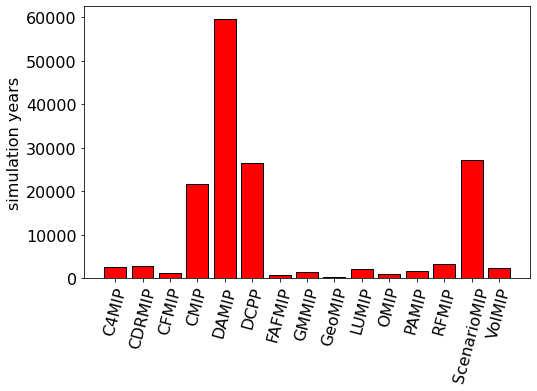 60000
50000
40000
30000
20000
10000
0
simulation years
C4MIP
CDRMIP
CFMIP
CMIP
DAMIP
DCPP
FAFMIP
GMMIP
GeoMIP
LUMIP
OMIP
PAMIP
RFMIP
ScenarioMIP
VolMIP